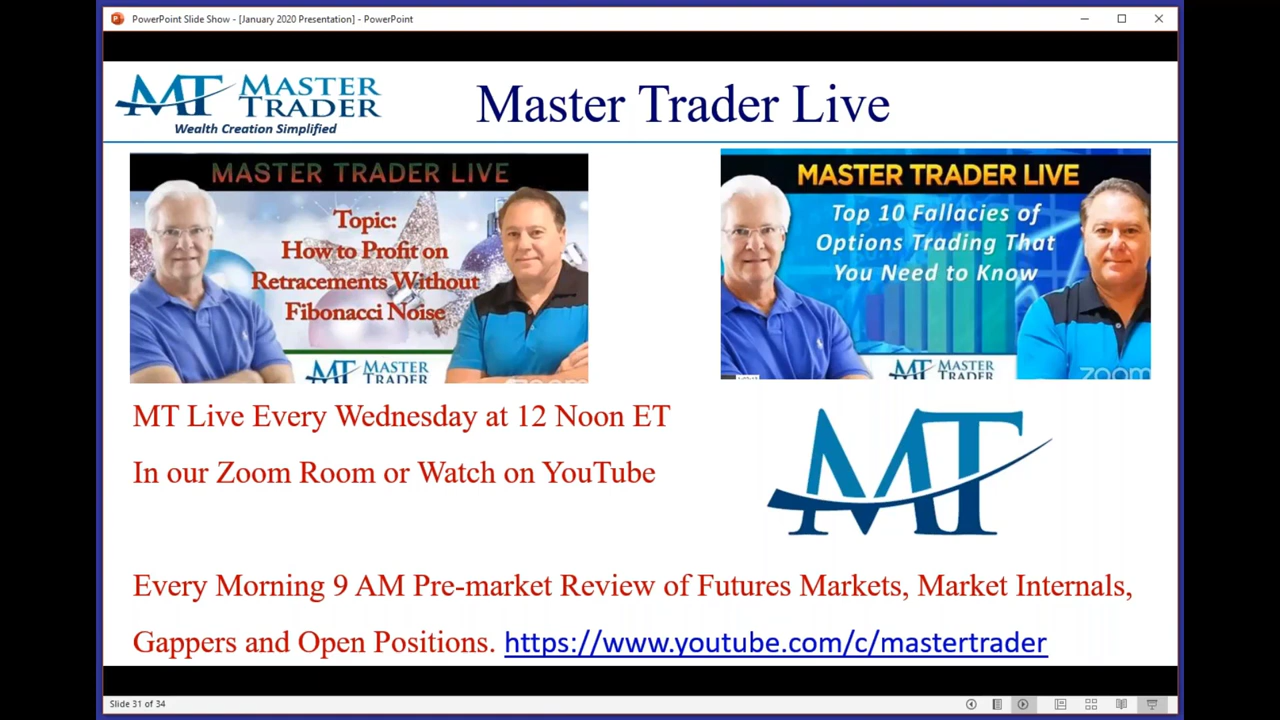 PowerPoint Slide Show - [January 2020 Presentation] - PowerPoint
MT MASTER TRADER
Wealth Creation Simplified
Master Trader Live
MASTER TRADER LIVE
Topic:
How to Profit on
Retracements Without
Fibonacci Noise
MT MASTER TRADER
zoom
MASTER TRADER LIVE
Top 10 Fallacies of
Options Trading That
You Need to Know
MT MASTER TRADER
zoom
MT Live Every Wednesday at 12 Noon ET
In our Zoom Room or Watch on YouTube
MT
Every Morning 9 AM Pre-market Review of Futures Markets, Market Internals,
Gappers and Open Positions. https://www.youtube.com/c/mastertrader
Slide 31 of 34